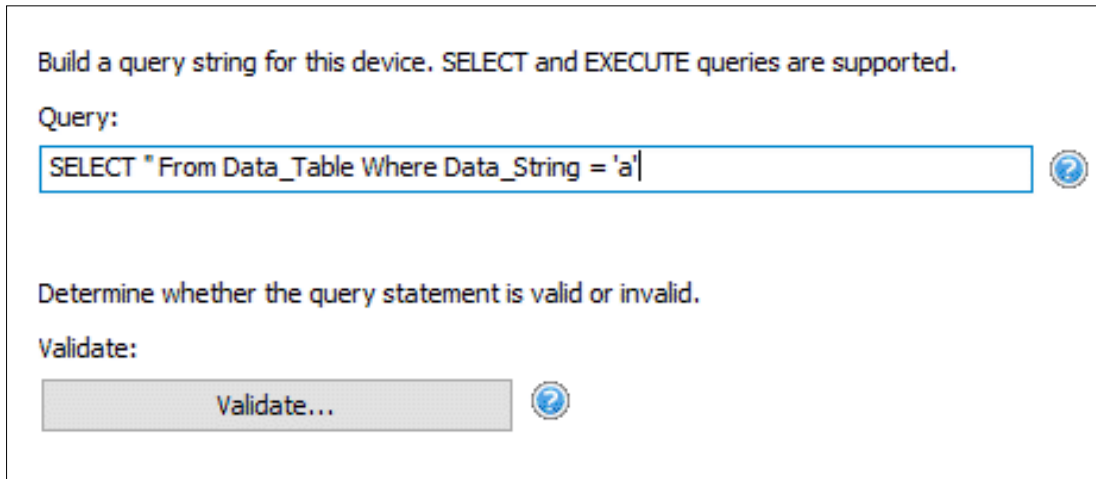 Build a query string for this device. SELECT and EXECUTE queries are supported.
Query:
SELECT " From Data_Table Where Data_String = 'a'
Determine whether the query statement is valid or invalid.
Validate:
Validate...